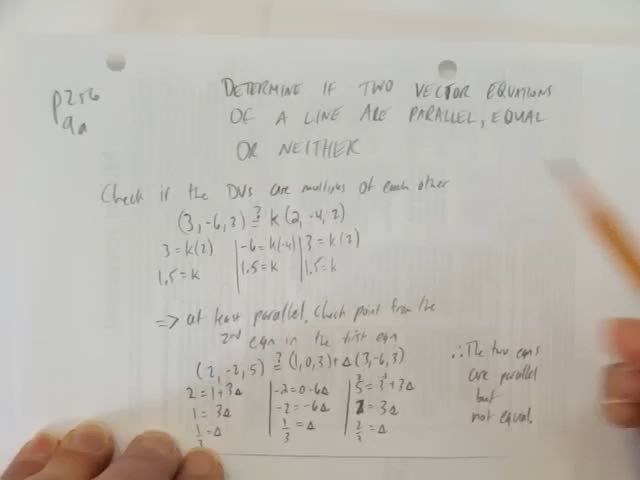 p256
9a
DETERMINE IF TWO VECTOR EQUATIONS
OF A LINE ARE PARALLEL, EQUAL
OR NEITHER
Check if the DVs are multiples of each other
(3, -6, 3) ≟ k (2, -4, 2)
3 = k(2) | -6 = k(-4) | 3 = k(2)
1.5 = k | 1.5 = k | 1.5 = k
=> at least parallel, check point from the
2nd eqn in the first eqn
(2, -2, 5) ≟ (1, 0, 3) + Δ (3, -6, 3)
2 = 1 + 3Δ | -2 = 0 - 6Δ | 5 = 3 + 3Δ
1 = 3Δ | -2 = -6Δ | 2 = 3Δ
1/3 = Δ | 1/3 = Δ | 2/3 = Δ
∴ The two eqns
are parallel
but
not equal.